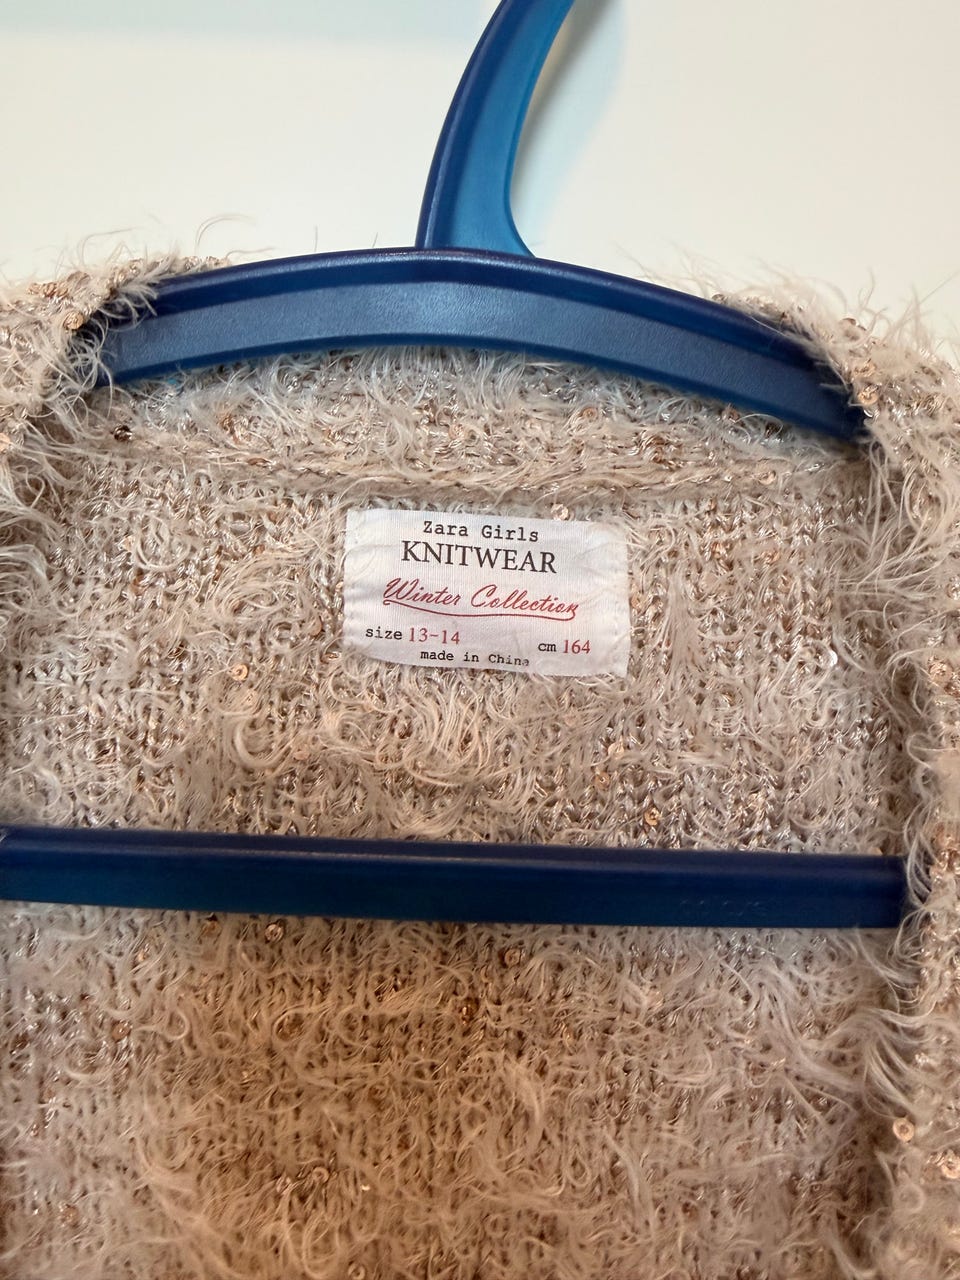 Zara Girls
KNITWEAR
Winter Collection
size 13-14 cm 164
made in China